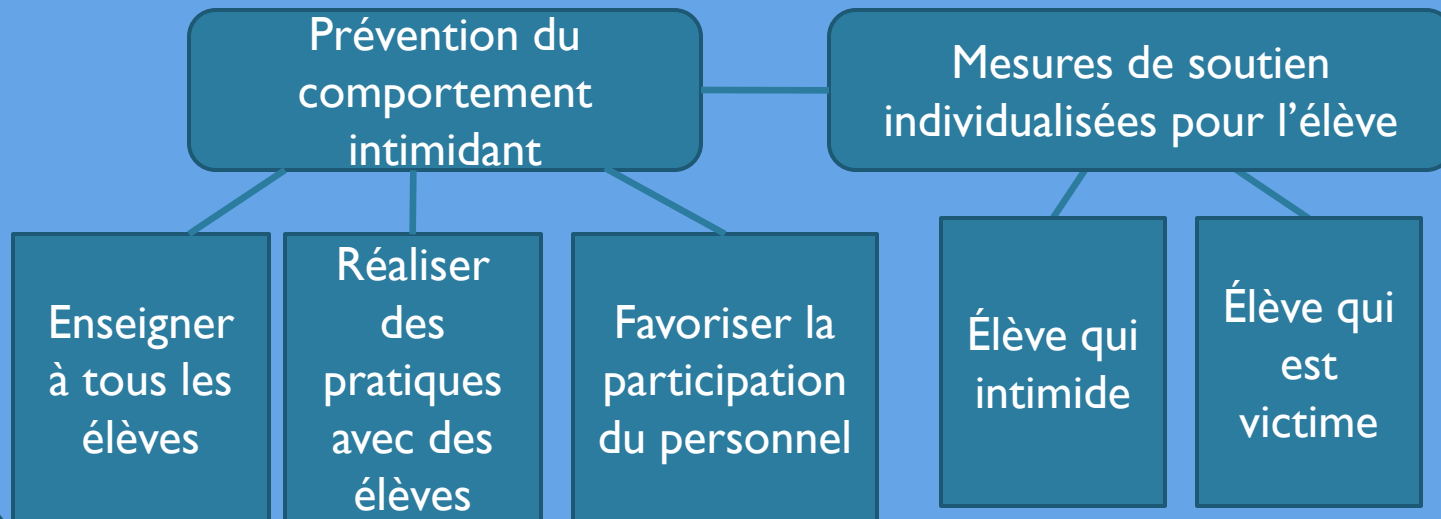 Prévention du
comportement
intimidant
Mesures de soutien
individualisées pour l’élève
Enseigner
à tous les
élèves
Réaliser
des
pratiques
avec des
élèves
Favoriser la
participation
du personnel
Élève qui
intimide
Élève qui
est
victime